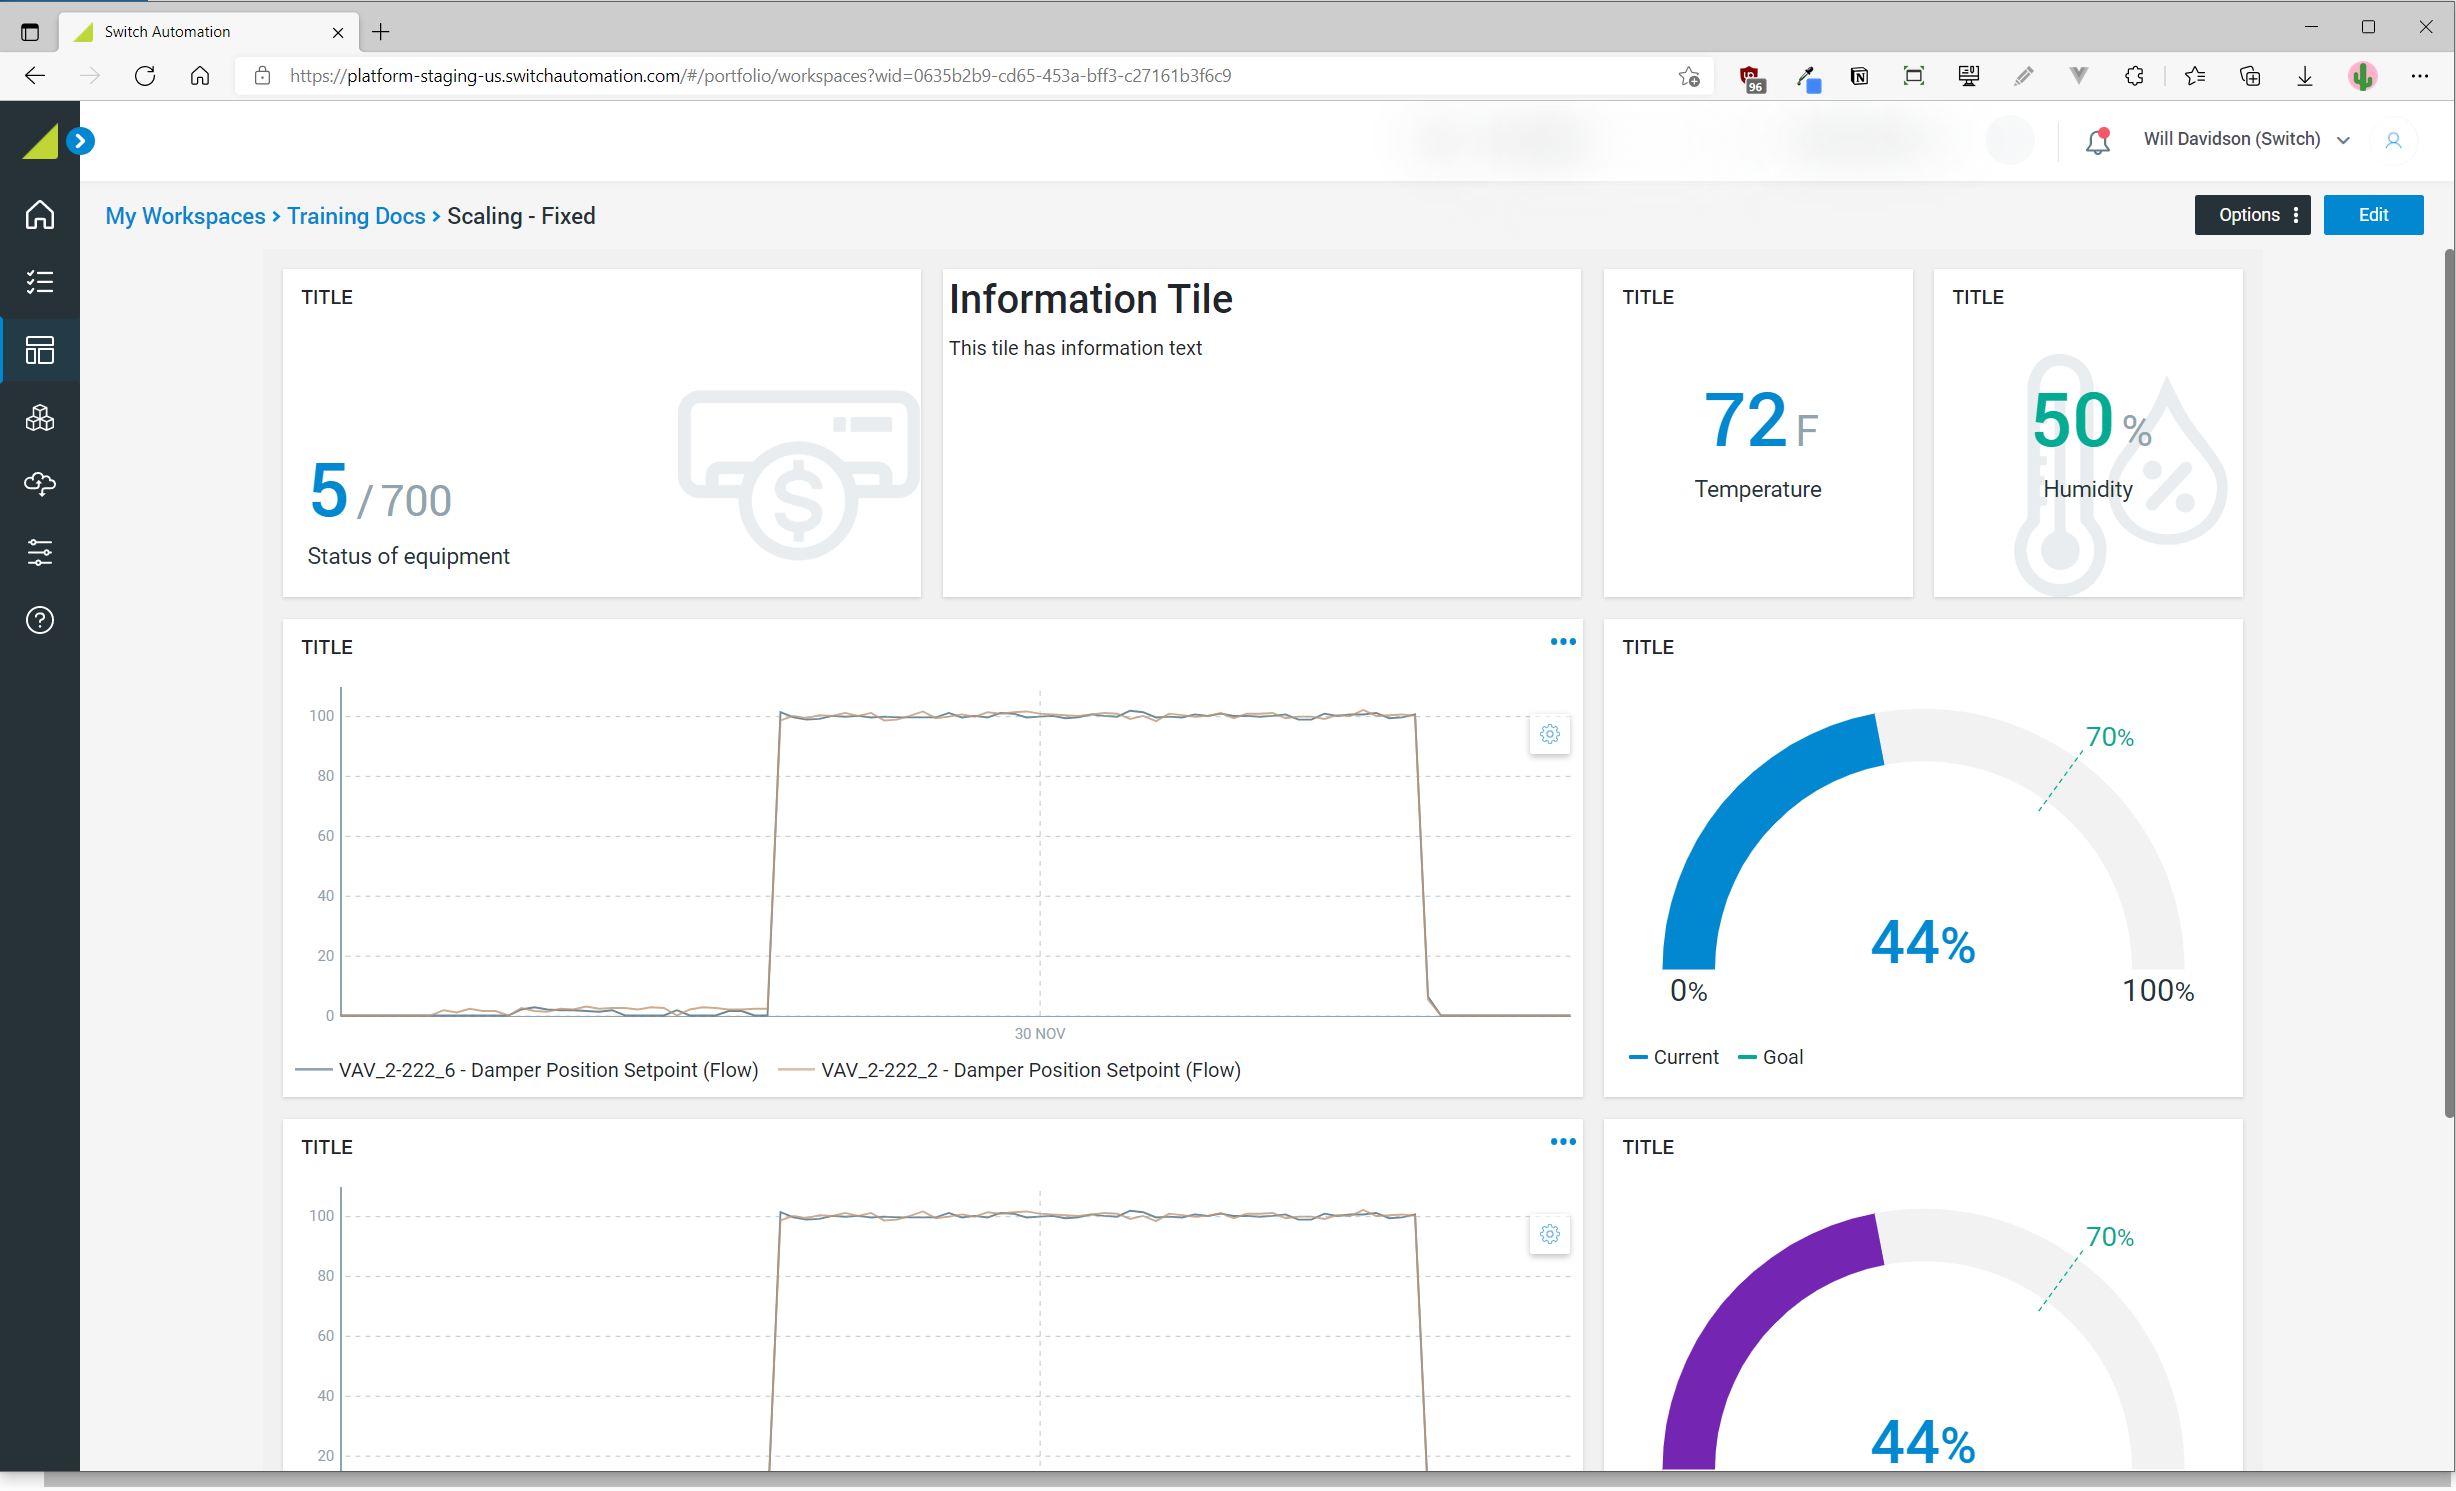 Switch Automation
https://platform-staging-us.switchautomation.com/#/portfolio/workspaces?wid=0635b2b9-cd65-453a-bff3-c27161b3f6c9
96
Will Davidson (Switch)
My Workspaces > Training Docs > Scaling - Fixed
Options
Edit
TITLE
5 / 700
Status of equipment
Information Tile
This tile has information text
TITLE
72 F
Temperature
TITLE
50 %
Humidity
TITLE
100
80
60
40
20
0
30 NOV
VAV_2-222_6 - Damper Position Setpoint (Flow)
VAV_2-222_2 - Damper Position Setpoint (Flow)
TITLE
70%
44%
0%
100%
Current
Goal
TITLE
100
80
60
40
20
TITLE
70%
44%